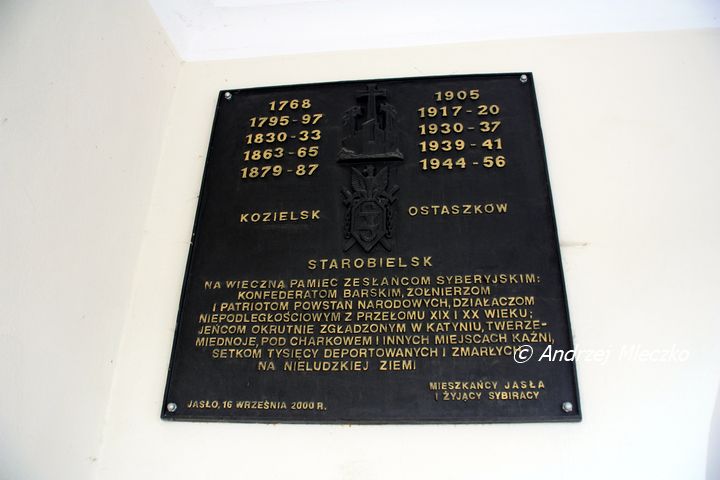 1768
1795-97
1830-33
1863-65
1879-87
1905
1917-20
1930-37
1939-41
1944-56
KOZIELSK
OSTASZKÓW
STAROBIELSK
NA WIECZNĄ PAMIEĆ ZESŁAŃCOM SYBERYJSKIM:
KONFEDERATOM BARSKIM, ŻOŁNIERZOM
I PATRIOTOM POWSTAŃ NARODOWYCH, DZIAŁACZOM
NIEPODLEGŁOŚCIOWYM Z PRZEŁOMU XIX I XX WIEKU;
JEŃCOM OKRUTNIE ZGŁADZONYM W KATYNIU, TWERZE-
MIEDNOJE, POD CHARKOWEM I INNYCH MIEJSCACH KAŹNI,
SETKOM TYSIĘCY DEPORTOWANYCH I ZMARŁYCH
NA NIELUDZKIEJ ZIEMI
MIESZKAŃCY JASŁA
I ŻYJĄCY SYBIRACY
JASŁO, 16 WRZEŚNIA 2000 R.
© Andrzej Mleczko